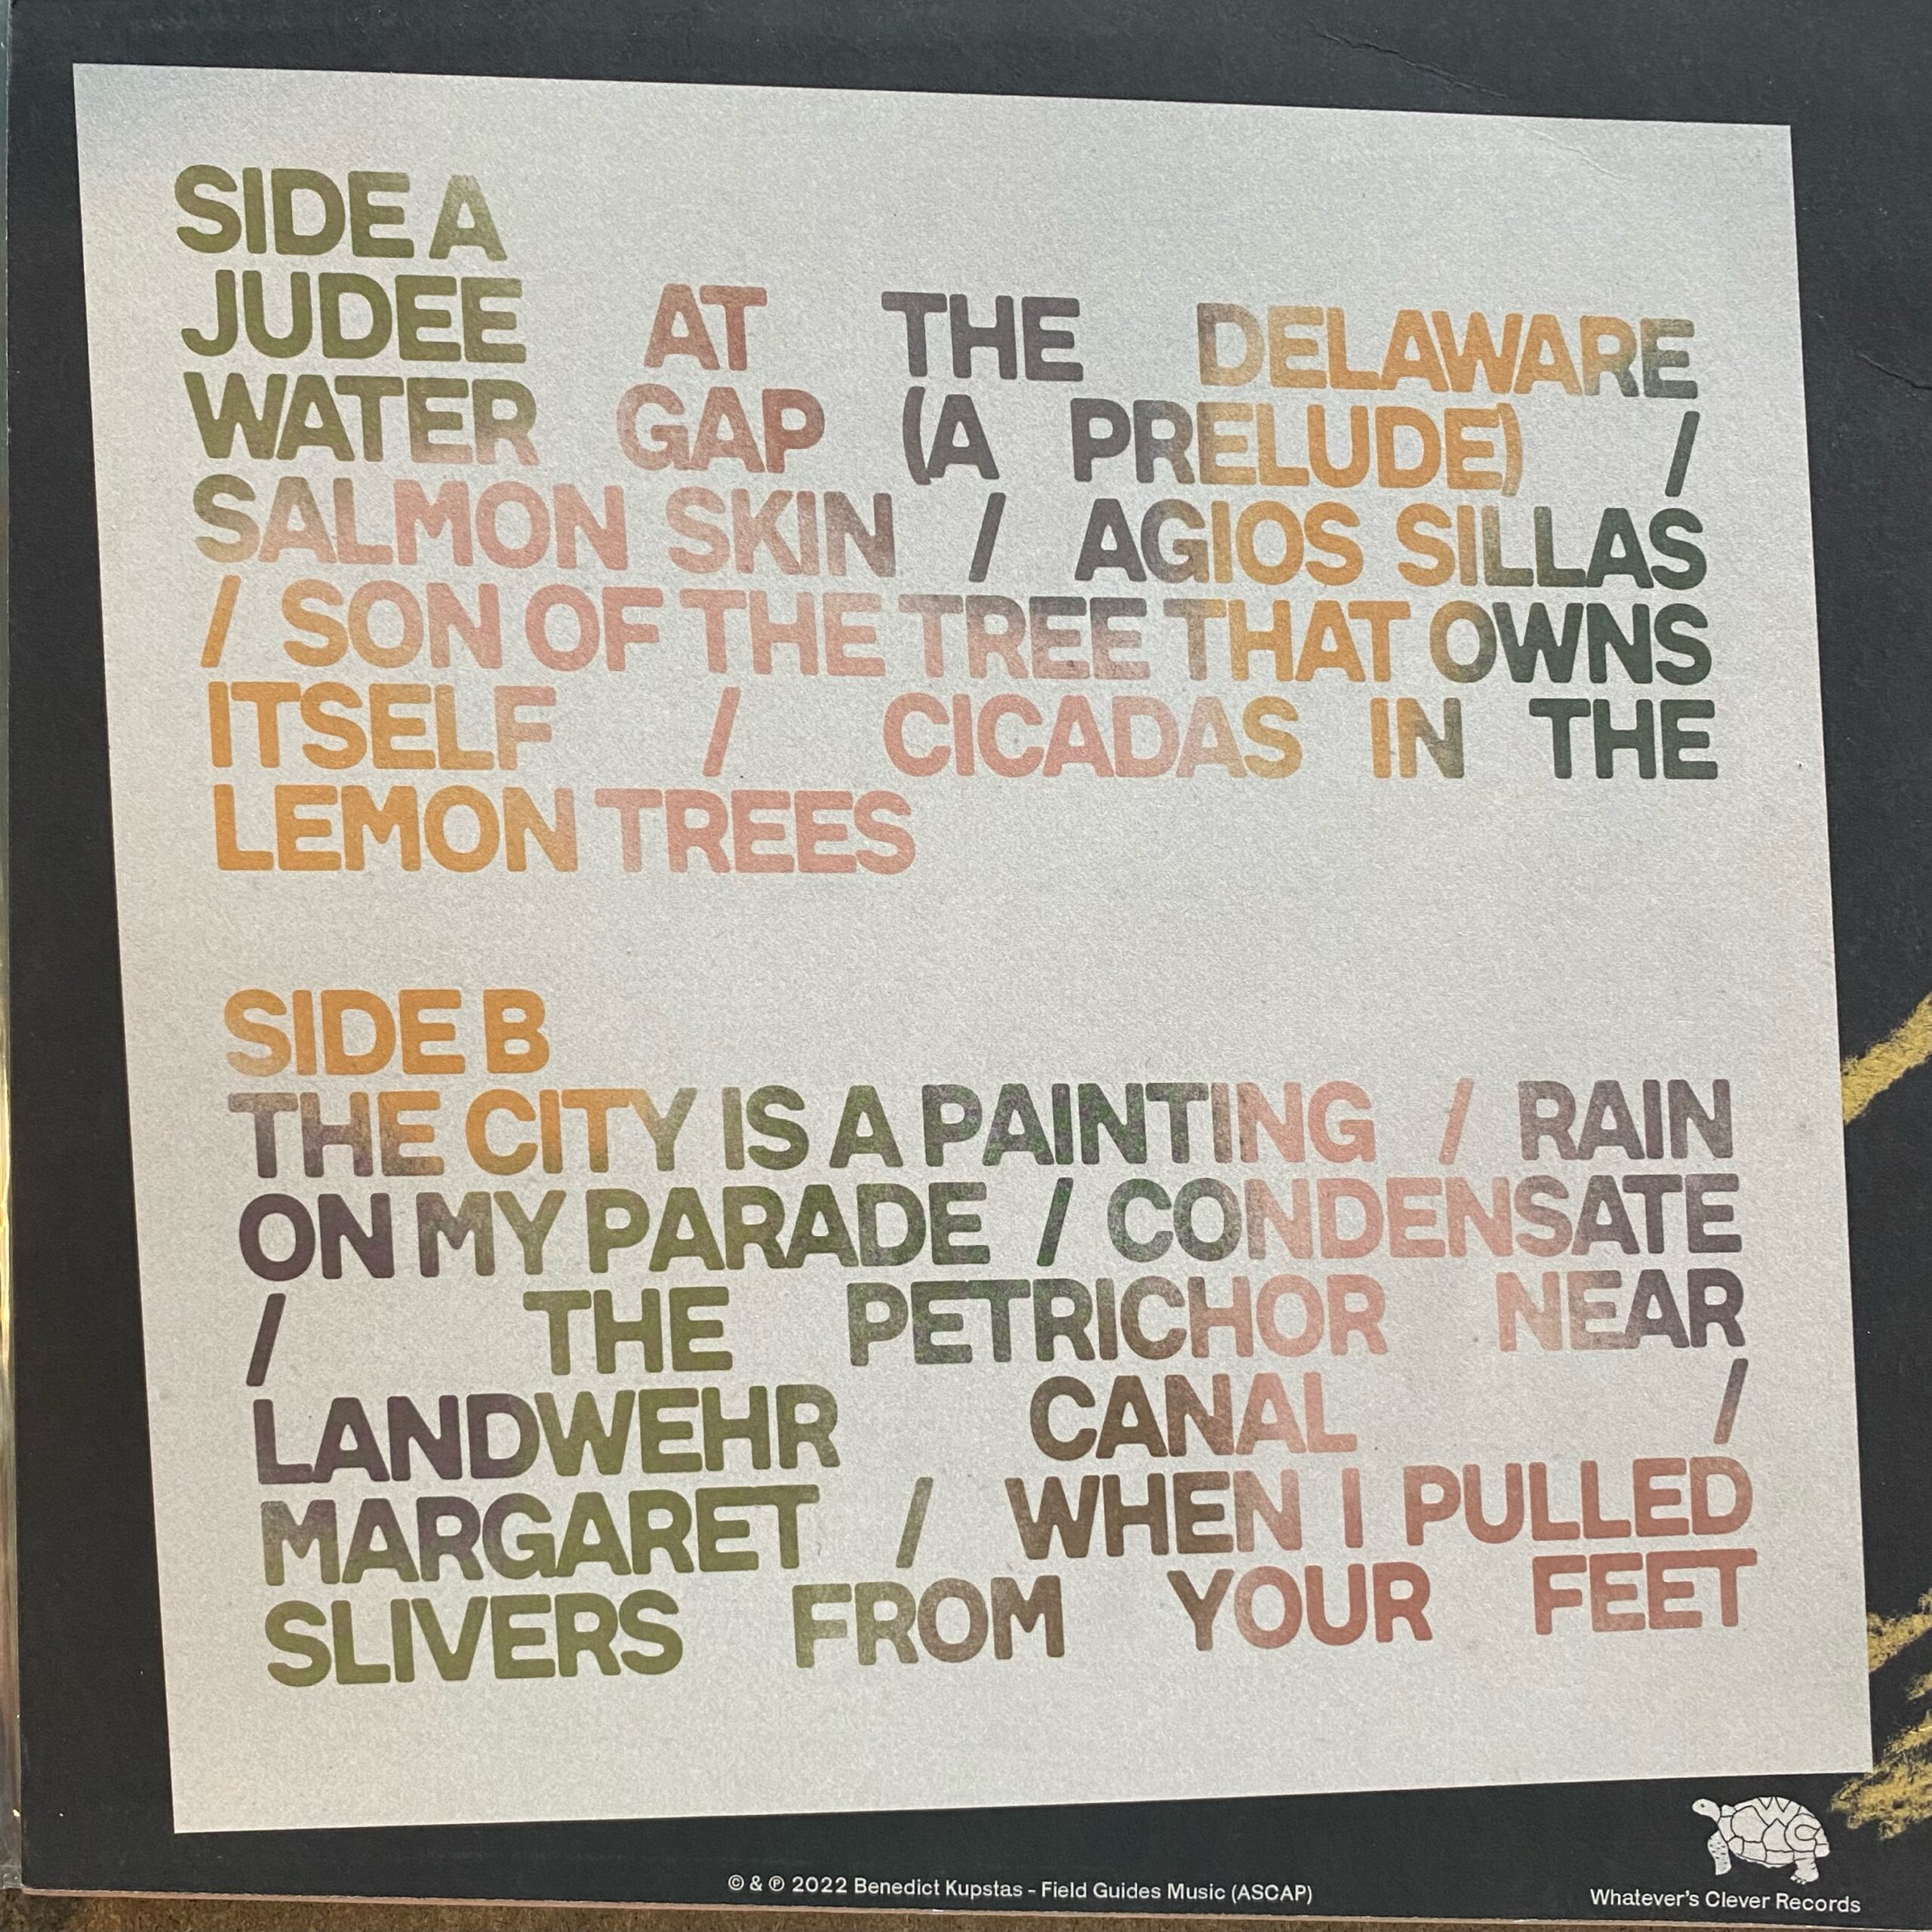 SIDE A
JUDEE AT THE DELAWARE
WATER GAP (A PRELUDE) /
SALMON SKIN / AGIOS SILLAS
/ SON OF THE TREE THAT OWNS
ITSELF / CICADAS IN THE
LEMON TREES
SIDE B
THE CITY IS A PAINTING / RAIN
ON MY PARADE / CONDENSATE
/ THE PETRICHOR NEAR
LANDWEHR CANAL /
MARGARET / WHEN I PULLED
SLIVERS FROM YOUR FEET
WC
© & ℗ 2022 Benedict Kupstas - Field Guides Music (ASCAP)
Whatever's Clever Records